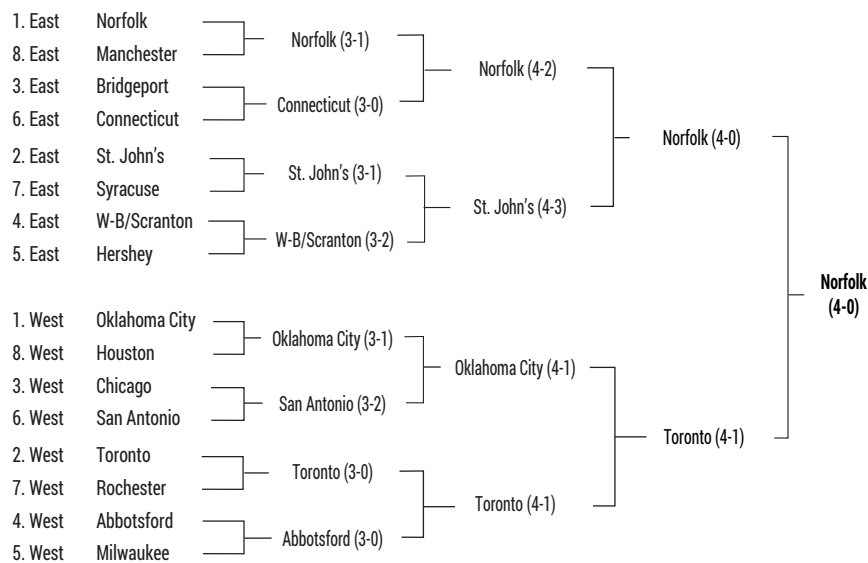 1. East Norfolk
8. East Manchester
Norfolk (3-1)
3. East Bridgeport
6. East Connecticut
Connecticut (3-0)
Norfolk (4-2)
2. East St. John's
7. East Syracuse
St. John's (3-1)
4. East W-B/Scranton
5. East Hershey
W-B/Scranton (3-2)
St. John's (4-3)
Norfolk (4-0)
1. West Oklahoma City
8. West Houston
Oklahoma City (3-1)
3. West Chicago
6. West San Antonio
San Antonio (3-2)
Oklahoma City (4-1)
2. West Toronto
7. West Rochester
Toronto (3-0)
4. West Abbotsford
5. West Milwaukee
Abbotsford (3-0)
Toronto (4-1)
Toronto (4-1)
Norfolk
(4-0)